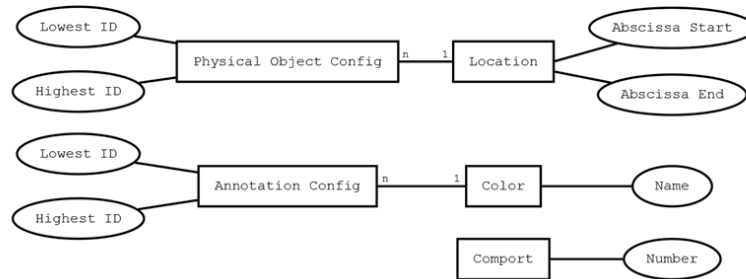 Lowest ID
Abscissa Start
Physical Object Config
n
1
Location
Highest ID
Abscissa End
Lowest ID
Annotation Config
n
1
Color
Name
Highest ID
Comport
Number